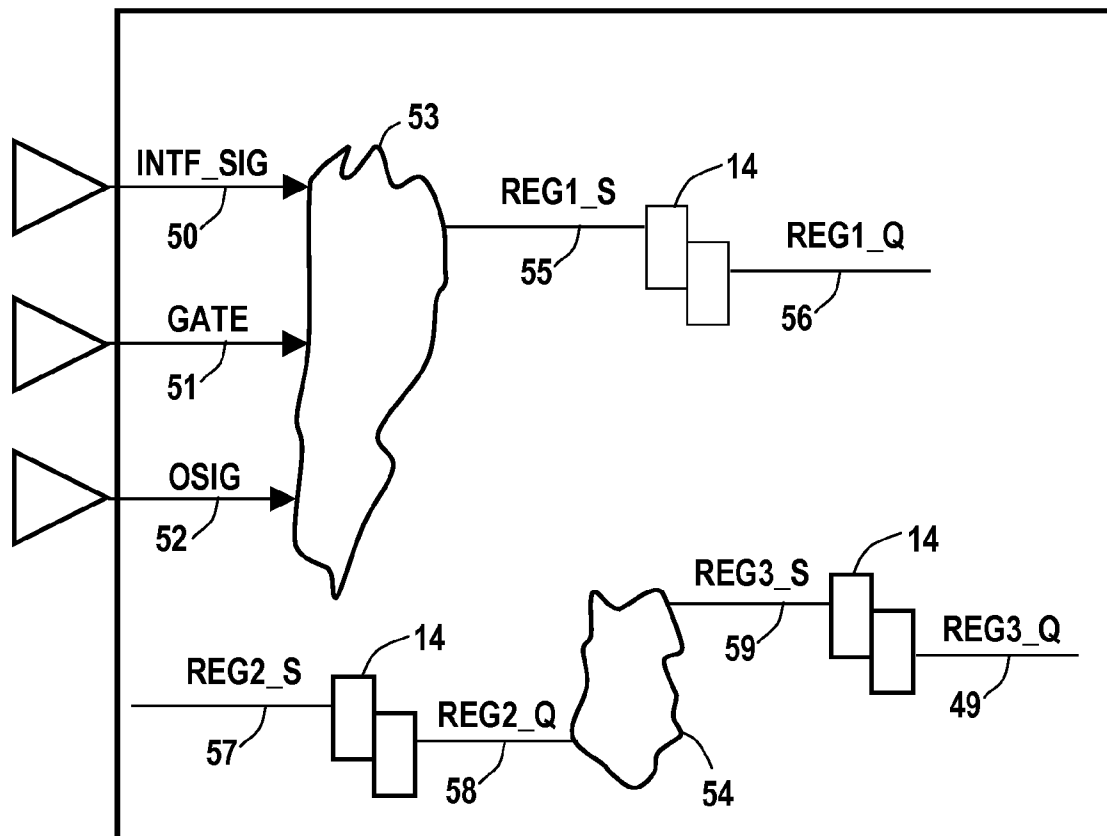 53
INTF_SIG
50
REG1_S
55
14
REG1_Q
56
GATE
51
OSIG
52
REG3_S
59
14
REG3_Q
49
REG2_S
57
14
REG2_Q
58
54